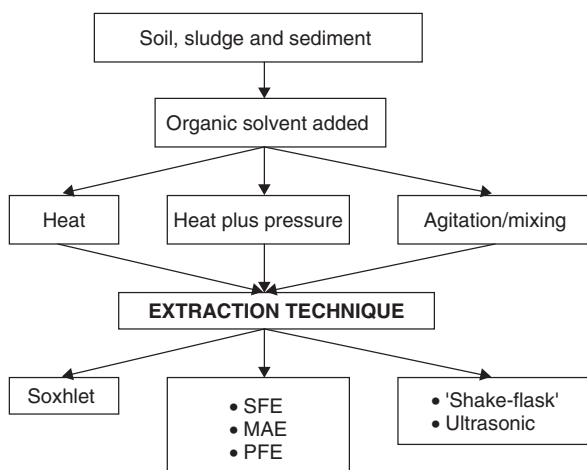 Soil, sludge and sediment
Organic solvent added
Heat
Heat plus pressure
Agitation/mixing
EXTRACTION TECHNIQUE
Soxhlet
• SFE
• MAE
• PFE
• 'Shake-flask'
• Ultrasonic